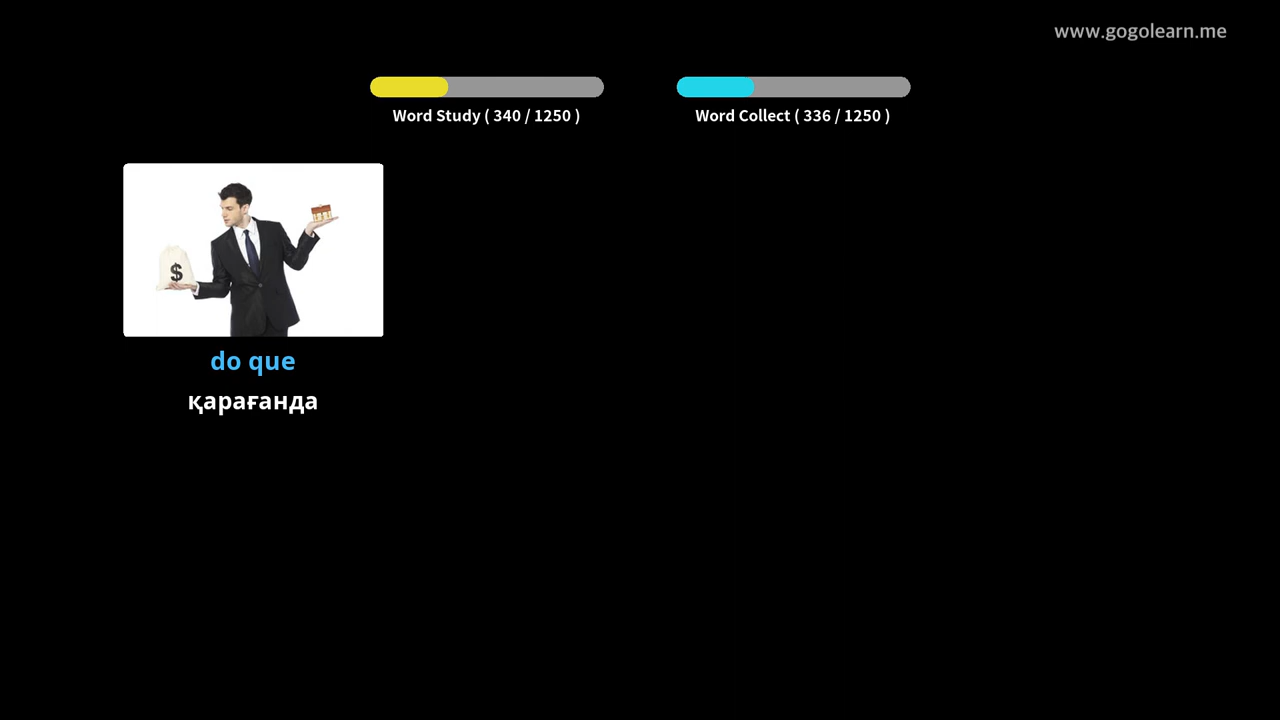 www.gogolearn.me
Word Study ( 340 / 1250 )
Word Collect ( 336 / 1250 )
$
do que
қарағанда